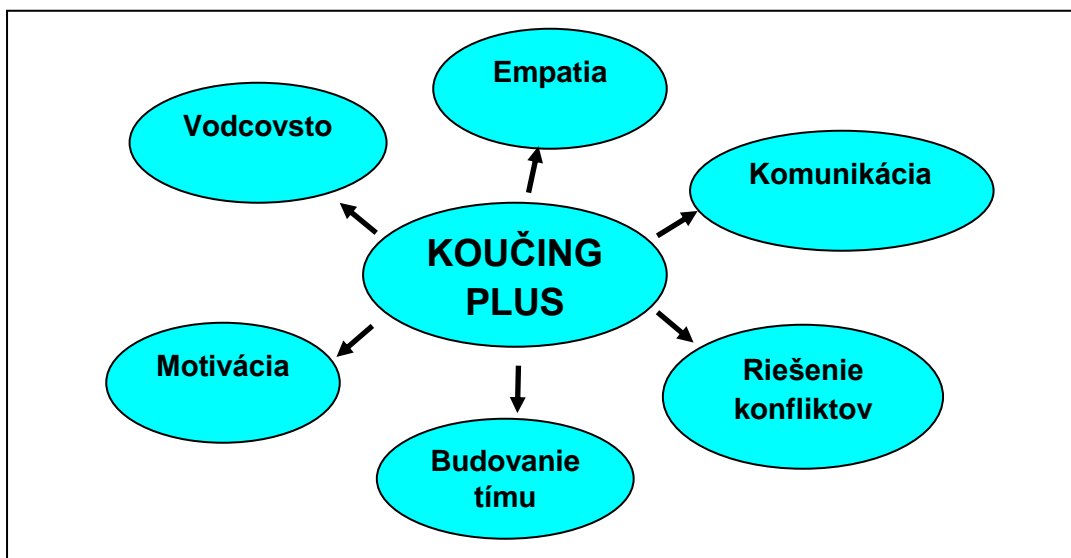 Empatia
Vodcovsto
Komunikácia
KOUČING
PLUS
Motivácia
Riešenie
konfliktov
Budovanie
tímu